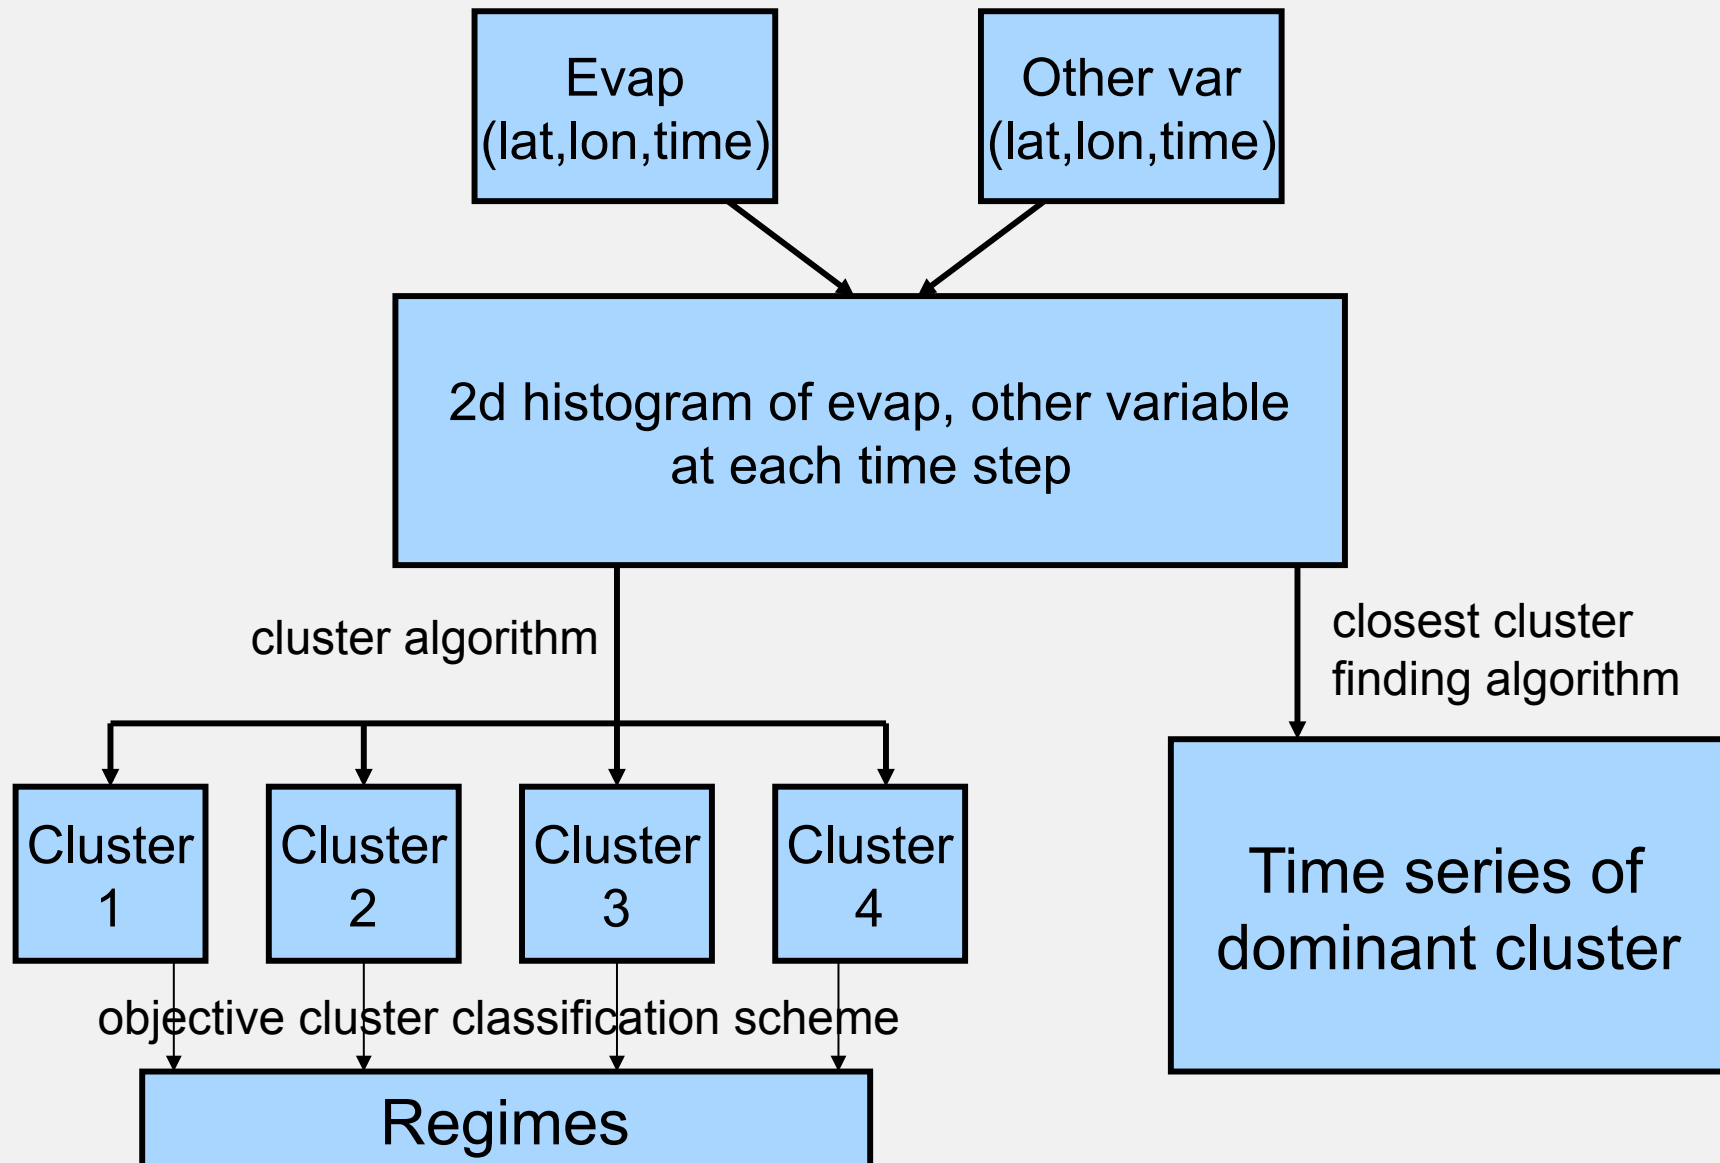 Evap
(lat,lon,time)
Other var
(lat,lon,time)
2d histogram of evap, other variable
at each time step
cluster algorithm
closest cluster
finding algorithm
Cluster
1
Cluster
2
Cluster
3
Cluster
4
Time series of
dominant cluster
objective cluster classification scheme
Regimes